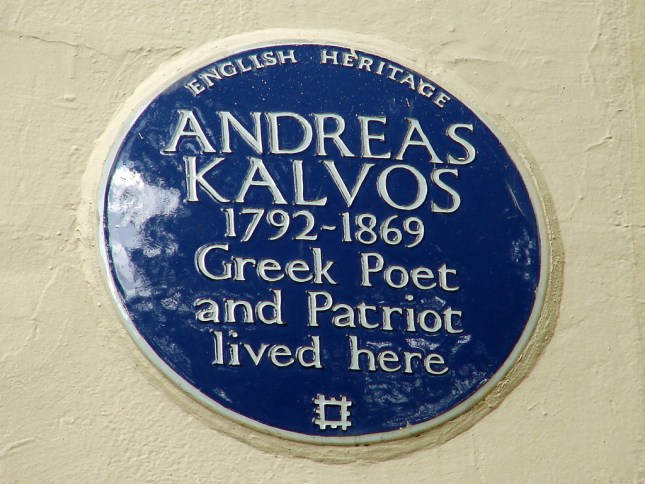 ENGLISH HERITAGE
ANDREAS
KALVOS
1792-1869
Greek Poet
and Patriot
lived here